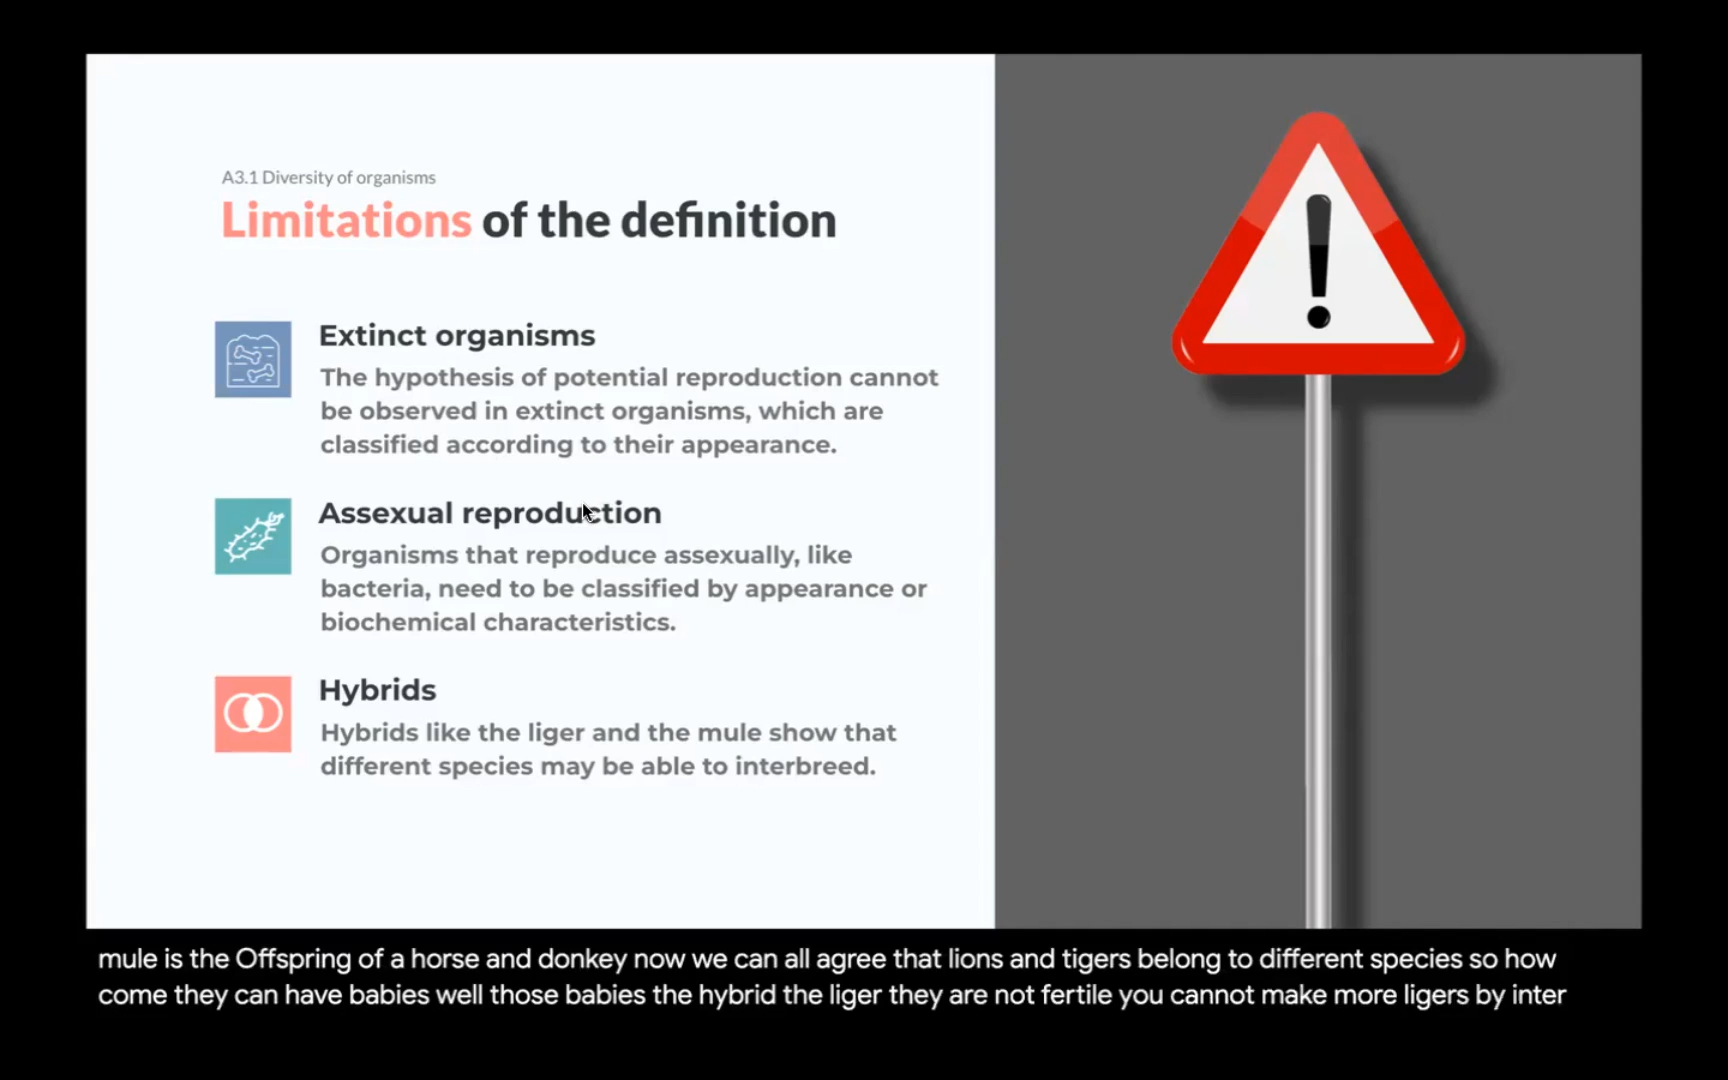 A3.1 Diversity of organisms
Limitations of the definition
Extinct organisms
The hypothesis of potential reproduction cannot
be observed in extinct organisms, which are
classified according to their appearance.
Assexual reproduction
Organisms that reproduce assexually, like
bacteria, need to be classified by appearance or
biochemical characteristics.
Hybrids
Hybrids like the liger and the mule show that
different species may be able to interbreed.
mule is the Offspring of a horse and donkey now we can all agree that lions and tigers belong to different species so how
come they can have babies well those babies the hybrid the liger they are not fertile you cannot make more ligers by inter